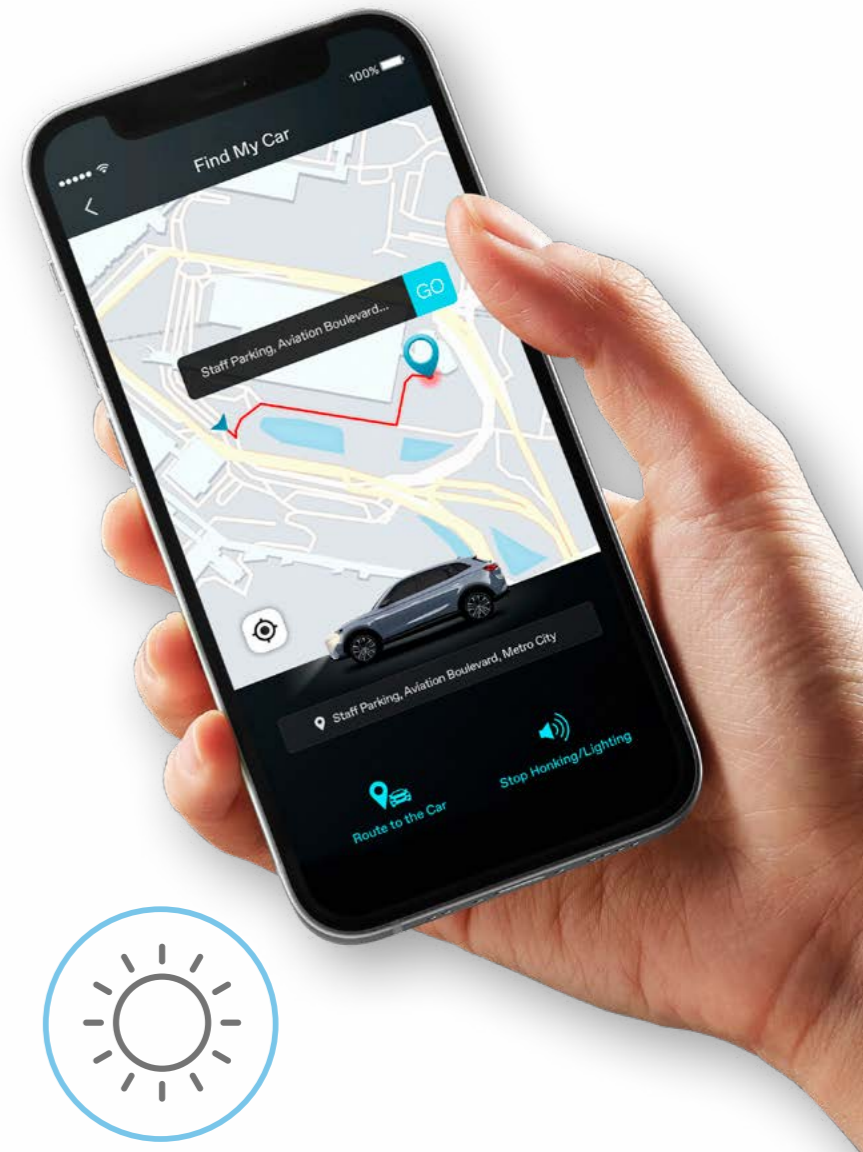 100%
Find My Car
Staff Parking, Aviation Boulevard...
GO
Staff Parking, Aviation Boulevard, Metro City
Route to the Car
Stop Honking/Lighting